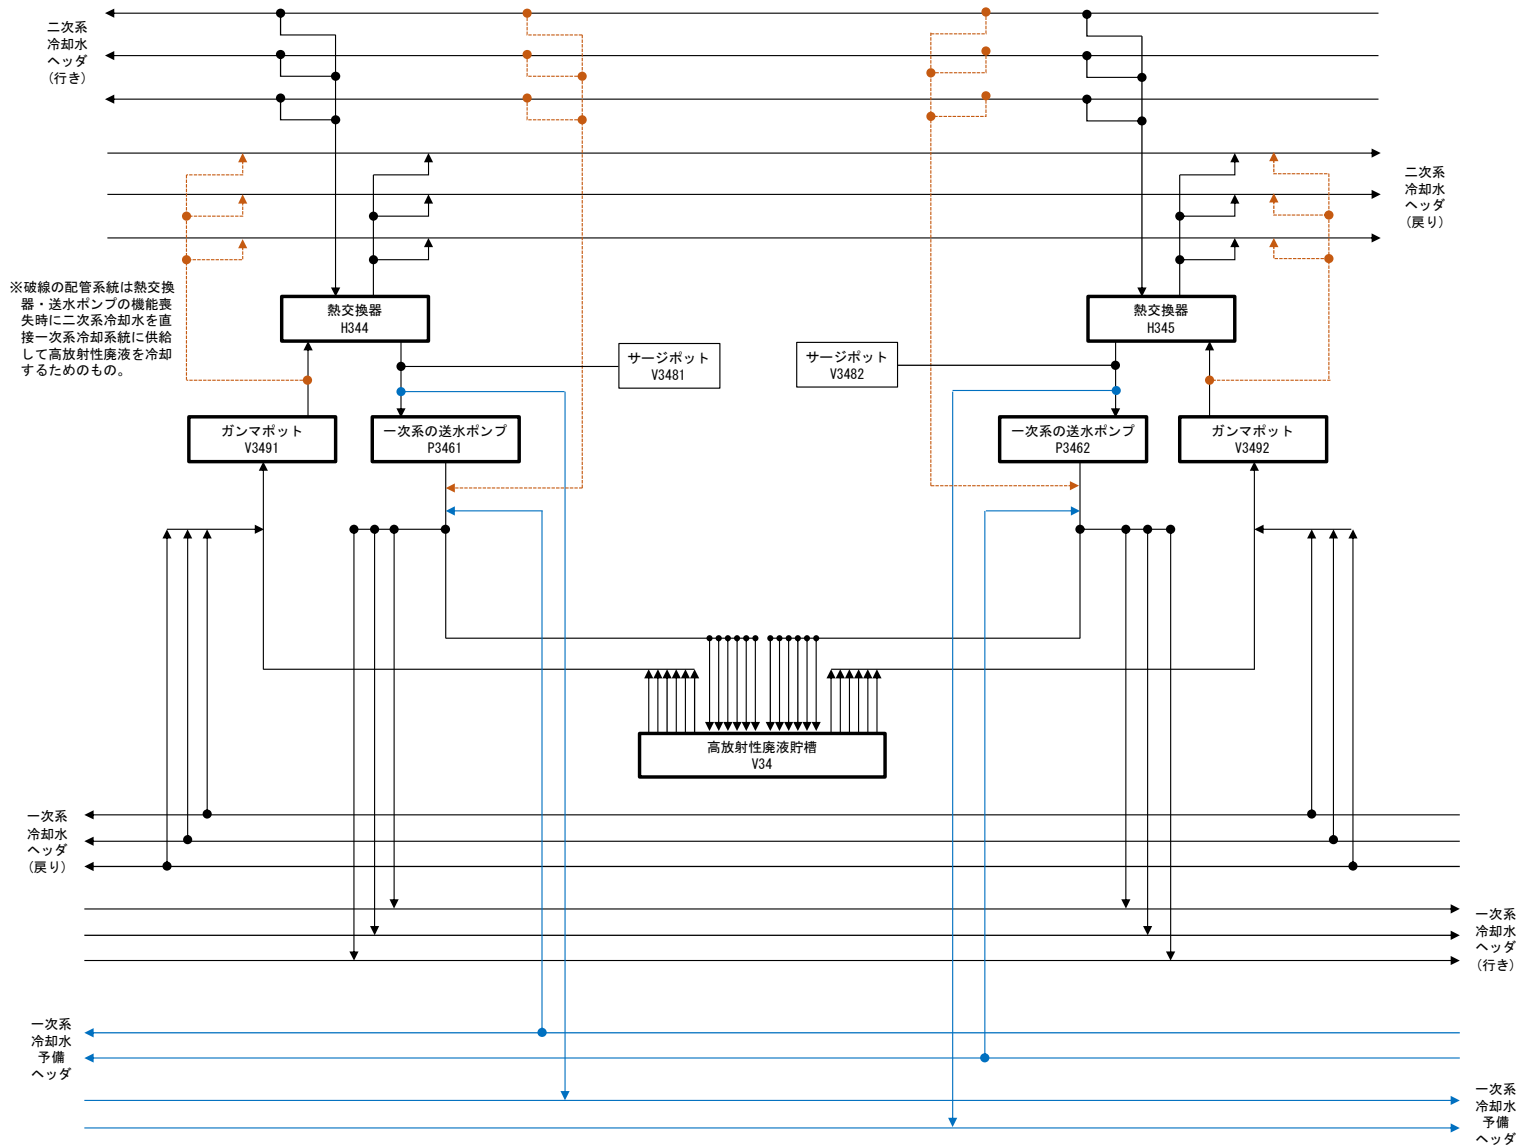 二次系
冷却水
ヘッダ
(行き)
二次系
冷却水
ヘッダ
(戻り)
※破線の配管系統は熱交換
器・送水ポンプの機能喪
失時に二次系冷却水を直
接一次系冷却系統に供給
して高放射性廃液を冷却
するためのもの。
熱交換器
H344
熱交換器
H345
サージポット
V3481
サージポット
V3482
ガンマポット
V3491
一次系の送水ポンプ
P3461
一次系の送水ポンプ
P3462
ガンマポット
V3492
高放射性廃液貯槽
V34
一次系
冷却水
ヘッダ
(戻り)
一次系
冷却水
ヘッダ
(行き)
一次系
冷却水
予備
ヘッダ
一次系
冷却水
予備
ヘッダ